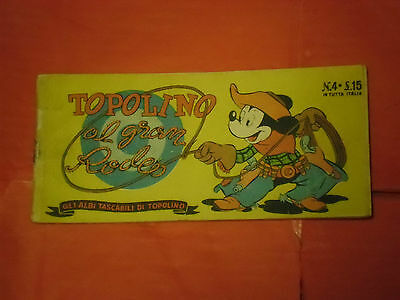 TOPOLINO
al gran
Rodeo
N.4 • £.15
IN TUTTA ITALIA
GLI ALBI TASCABILI DI TOPOLINO